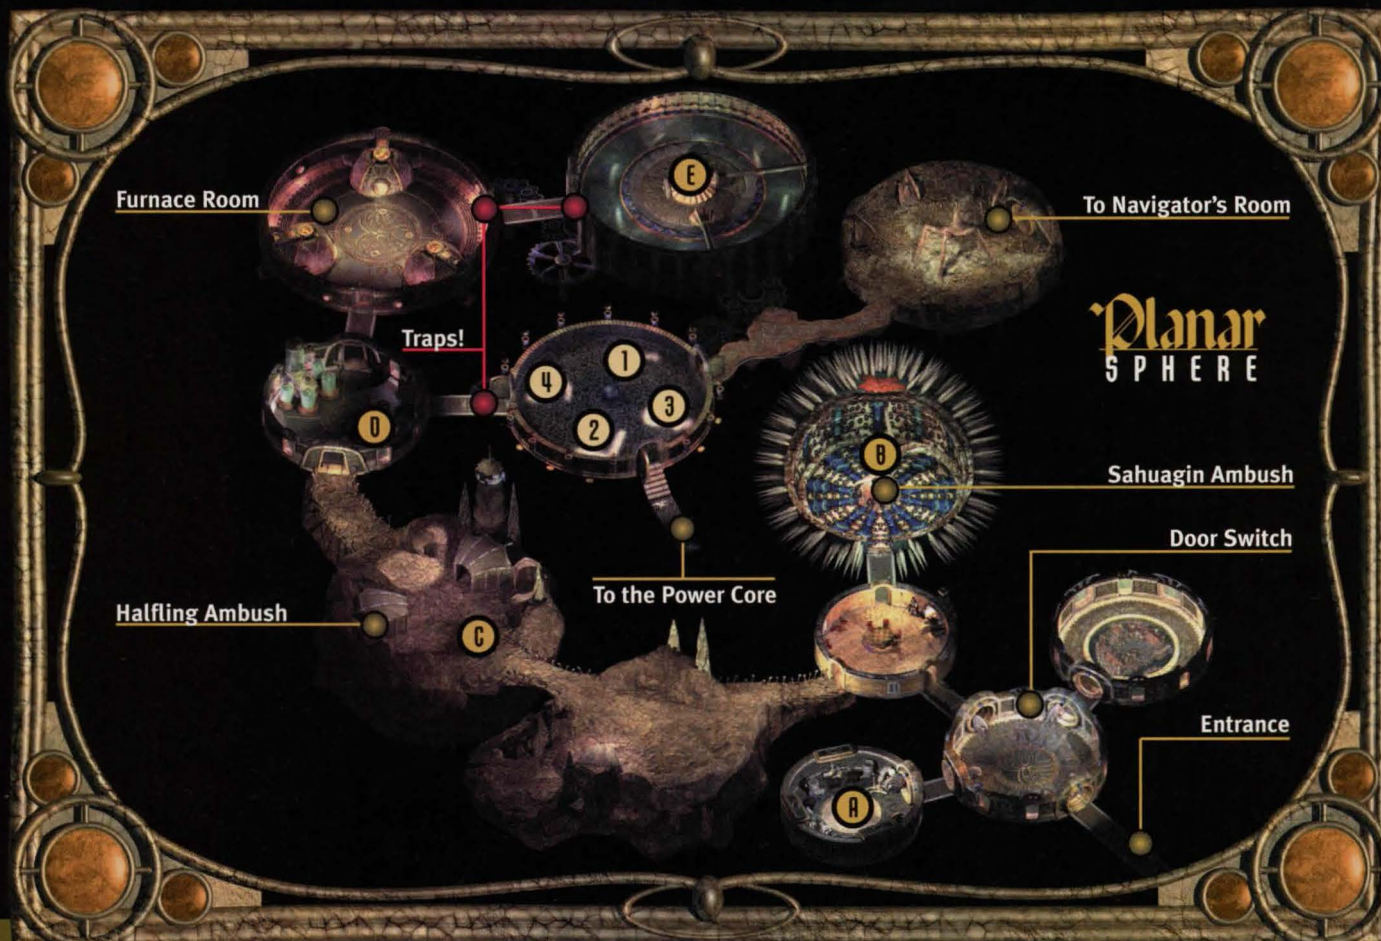 E
Furnace Room
To Navigator's Room
Planar
SPHERE
Traps!
1
4
3
2
D
B
Sahuagin Ambush
Door Switch
To the Power Core
Halfling Ambush
C
Entrance
A